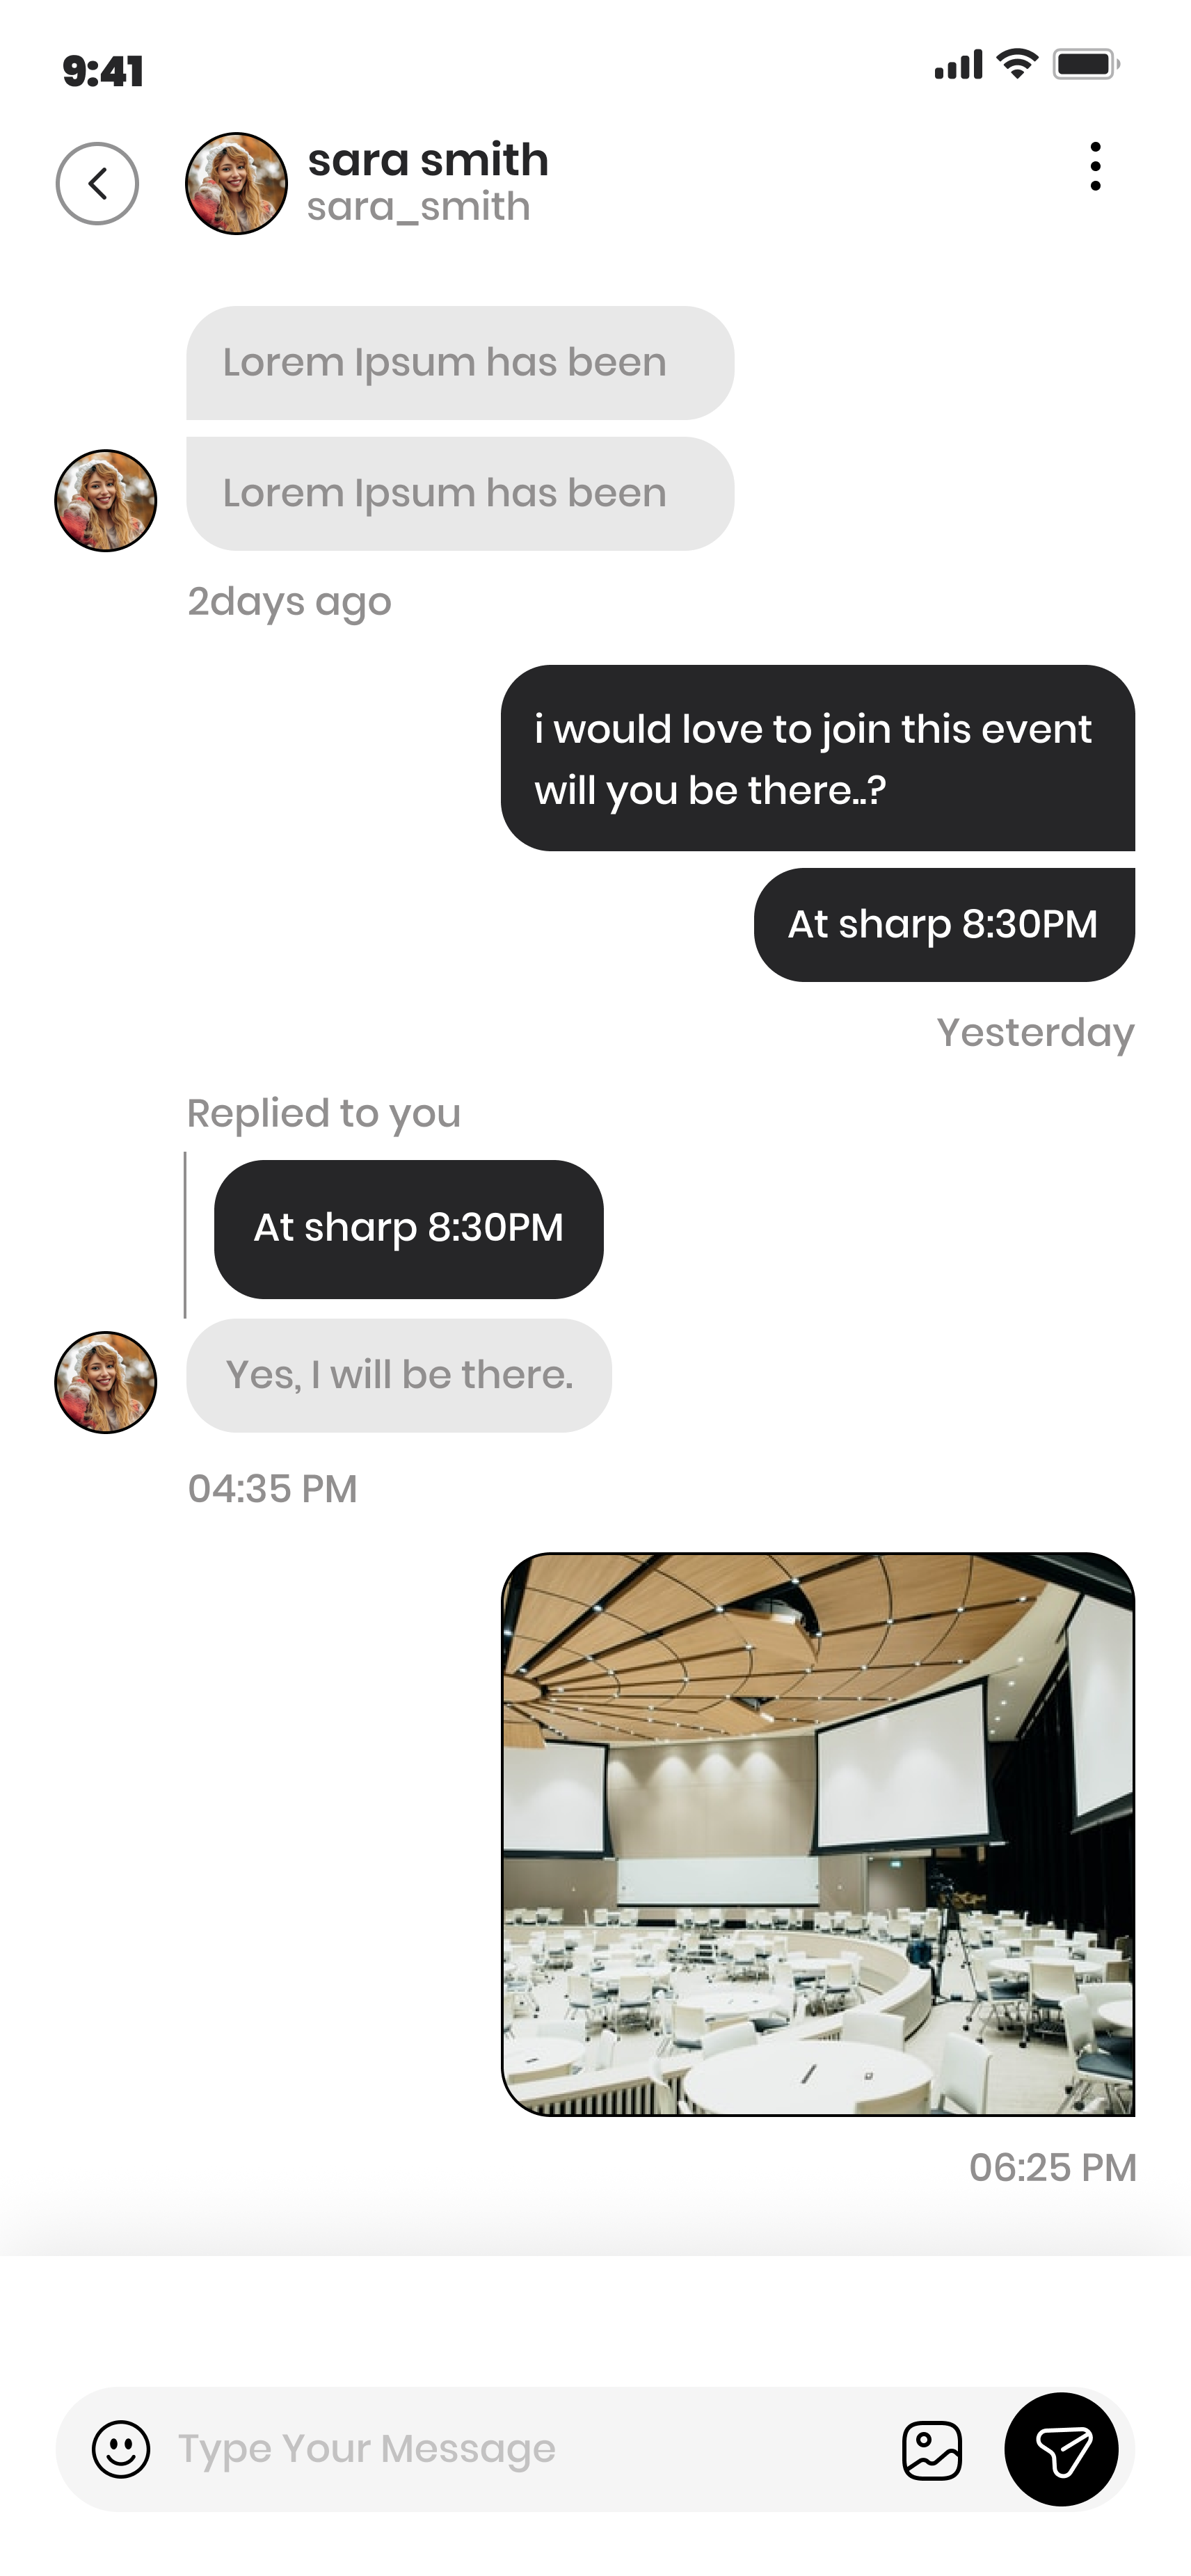 9:41
sara smith
sara_smith
Lorem Ipsum has been
Lorem Ipsum has been
2days ago
i would love to join this event
will you be there..?
At sharp 8:30PM
Yesterday
Replied to you
At sharp 8:30PM
Yes, I will be there.
04:35 PM
06:25 PM
Type Your Message